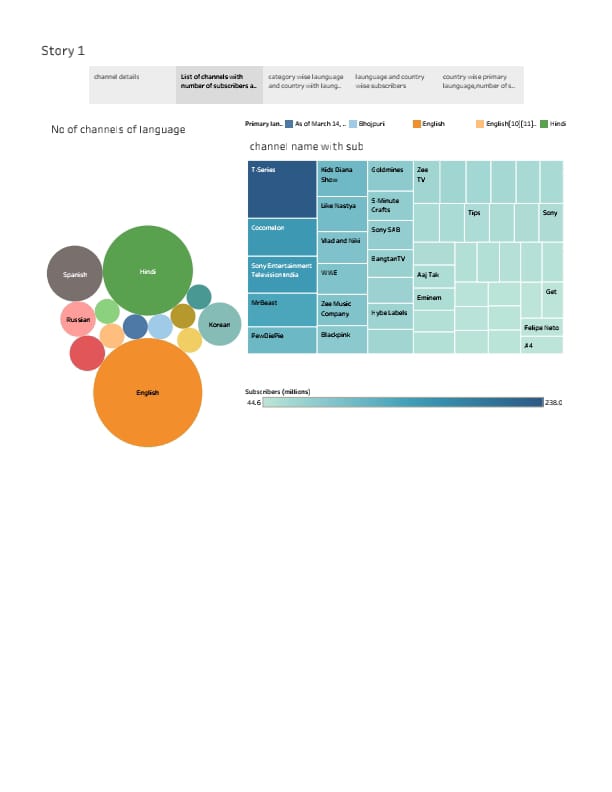 Story 1
channel details
List of channels with
number of subscribers a..
category wise launguage
and country with laung..
launguage and country
wise subscribers
country wise primary
launguage,number of s..
No of channels of language
Primary lan..
As of March 14, ..
Bhojpuri
English
English[10][11]..
Hindi
channel name with sub
Spanish
Hindi
Russian
Korean
English
T-Series
Cocomelon
Sony Entertainment
Television India
MrBeast
PewDiePie
Kids Diana
Show
Like Nastya
Vlad and Niki
WWE
Zee Music
Company
Blackpink
Goldmines
5-Minute
Crafts
Sony SAB
BangtanTV
Hybe Labels
Zee
TV
Aaj Tak
Eminem
Tips
Sony
Get
Felipe Neto
A4
Subscribers (millions)
44.6
238.0